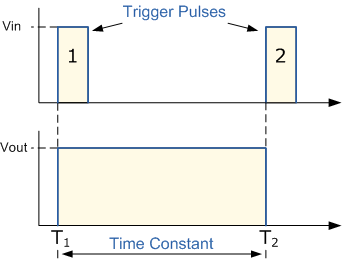 Trigger Pulses
Vin
1
2
Vout
T1
Time Constant
T2